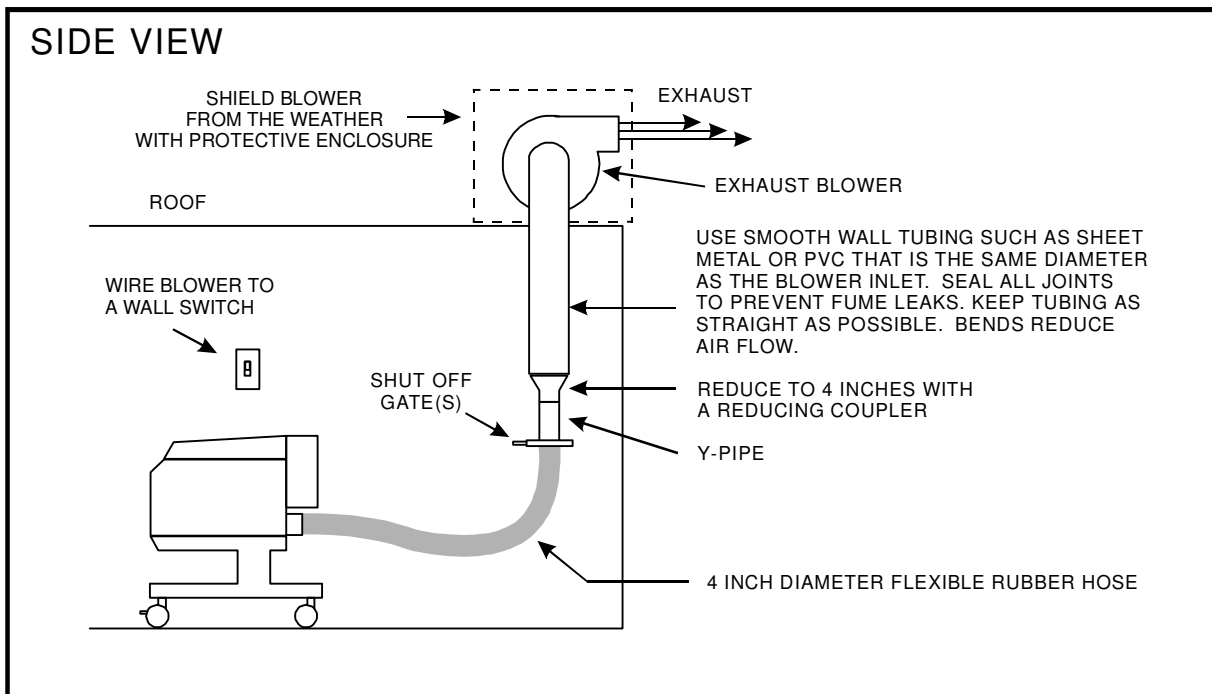 SIDE VIEW
SHIELD BLOWER
FROM THE WEATHER
WITH PROTECTIVE ENCLOSURE
EXHAUST
EXHAUST BLOWER
ROOF
USE SMOOTH WALL TUBING SUCH AS SHEET
METAL OR PVC THAT IS THE SAME DIAMETER
AS THE BLOWER INLET.  SEAL ALL JOINTS
TO PREVENT FUME LEAKS. KEEP TUBING AS
STRAIGHT AS POSSIBLE.  BENDS REDUCE
AIR FLOW.
WIRE BLOWER TO
A WALL SWITCH
SHUT OFF
GATE(S)
REDUCE TO 4 INCHES WITH
A REDUCING COUPLER
Y-PIPE
4 INCH DIAMETER FLEXIBLE RUBBER HOSE